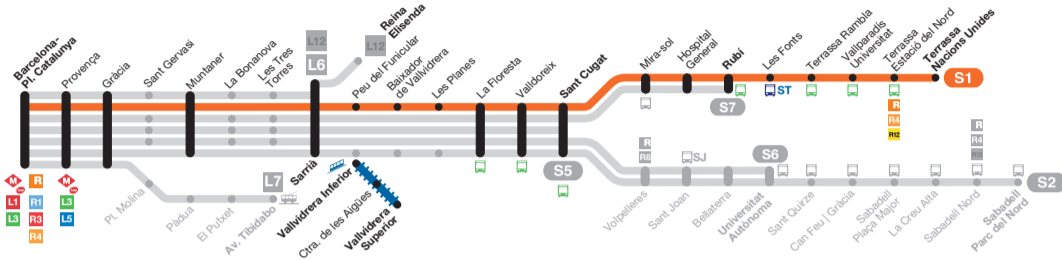 Barcelona-
Pl. Catalunya
Provença
Gràcia
Sant Gervasi
Muntaner
La Bonanova
Les Tres
Torres
L6
L12
L12
Reina
Elisenda
Peu del Funicular
Baixador
de Vallvidrera
Les Planes
La Floresta
Valldoreix
Sant Cugat
Mira-sol
Hospital
General
Rubí
Les Fonts
Terrassa Rambla
Vallparadís
Universitat
Terrassa
Estació del Nord
Terrassa
Nacions Unides
S1
ST
S7
R
R4
R12
M
L1
L3
R
R1
R3
R4
M
L3
L5
Pl. Molina
Pàdua
El Putxet
Av. Tibidabo
L7
Sarrià
Vallvidrera Inferior
Ctra. de les Aigües
Vallvidrera
Superior
S5
R
R8
SJ
S6
R
R4
R12
S2
Volpelleres
Sant Joan
Bellaterra
Universitat
Autònoma
Sant Quirze
Can Feu | Gràcia
Sabadell
Plaça Major
La Creu Alta
Sabadell Nord
Sabadell
Parc del Nord